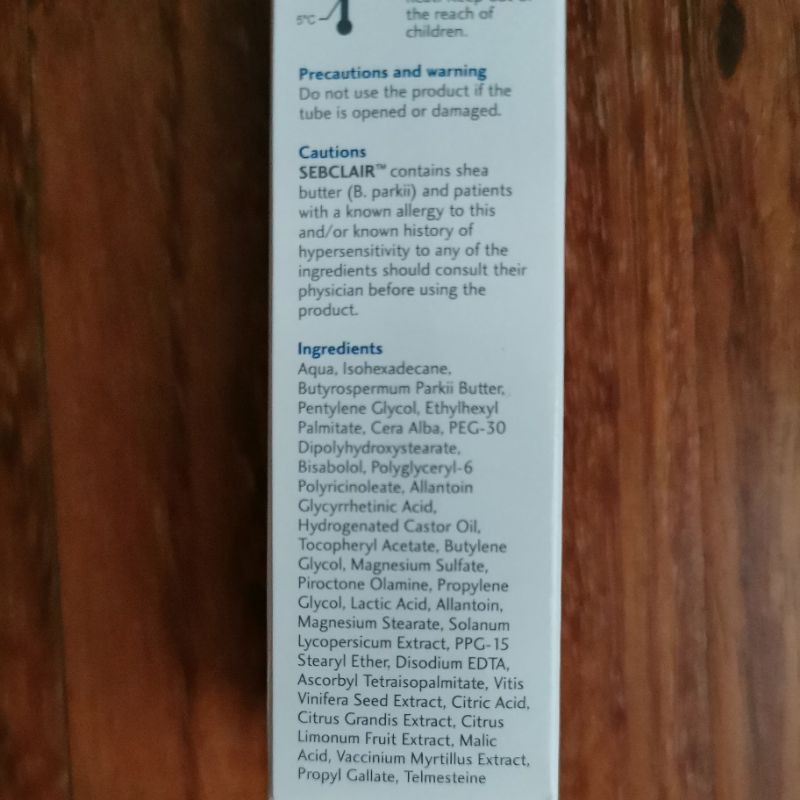 5°C
the reach of
children.
Precautions and warning
Do not use the product if the
tube is opened or damaged.
Cautions
SEBCLAIR™ contains shea
butter (B. parkii) and patients
with a known allergy to this
and/or known history of
hypersensitivity to any of the
ingredients should consult their
physician before using the
product.
Ingredients
Aqua, Isohexadecane,
Butyrospermum Parkii Butter,
Pentylene Glycol, Ethylhexyl
Palmitate, Cera Alba, PEG-30
Dipolyhydroxystearate,
Bisabolol, Polyglyceryl-6
Polyricinoleate, Allantoin
Glycyrrhetinic Acid,
Hydrogenated Castor Oil,
Tocopheryl Acetate, Butylene
Glycol, Magnesium Sulfate,
Piroctone Olamine, Propylene
Glycol, Lactic Acid, Allantoin,
Magnesium Stearate, Solanum
Lycopersicum Extract, PPG-15
Stearyl Ether, Disodium EDTA,
Ascorbyl Tetraisopalmitate, Vitis
Vinifera Seed Extract, Citric Acid,
Citrus Grandis Extract, Citrus
Limonum Fruit Extract, Malic
Acid, Vaccinium Myrtillus Extract,
Propyl Gallate, Telmesteine